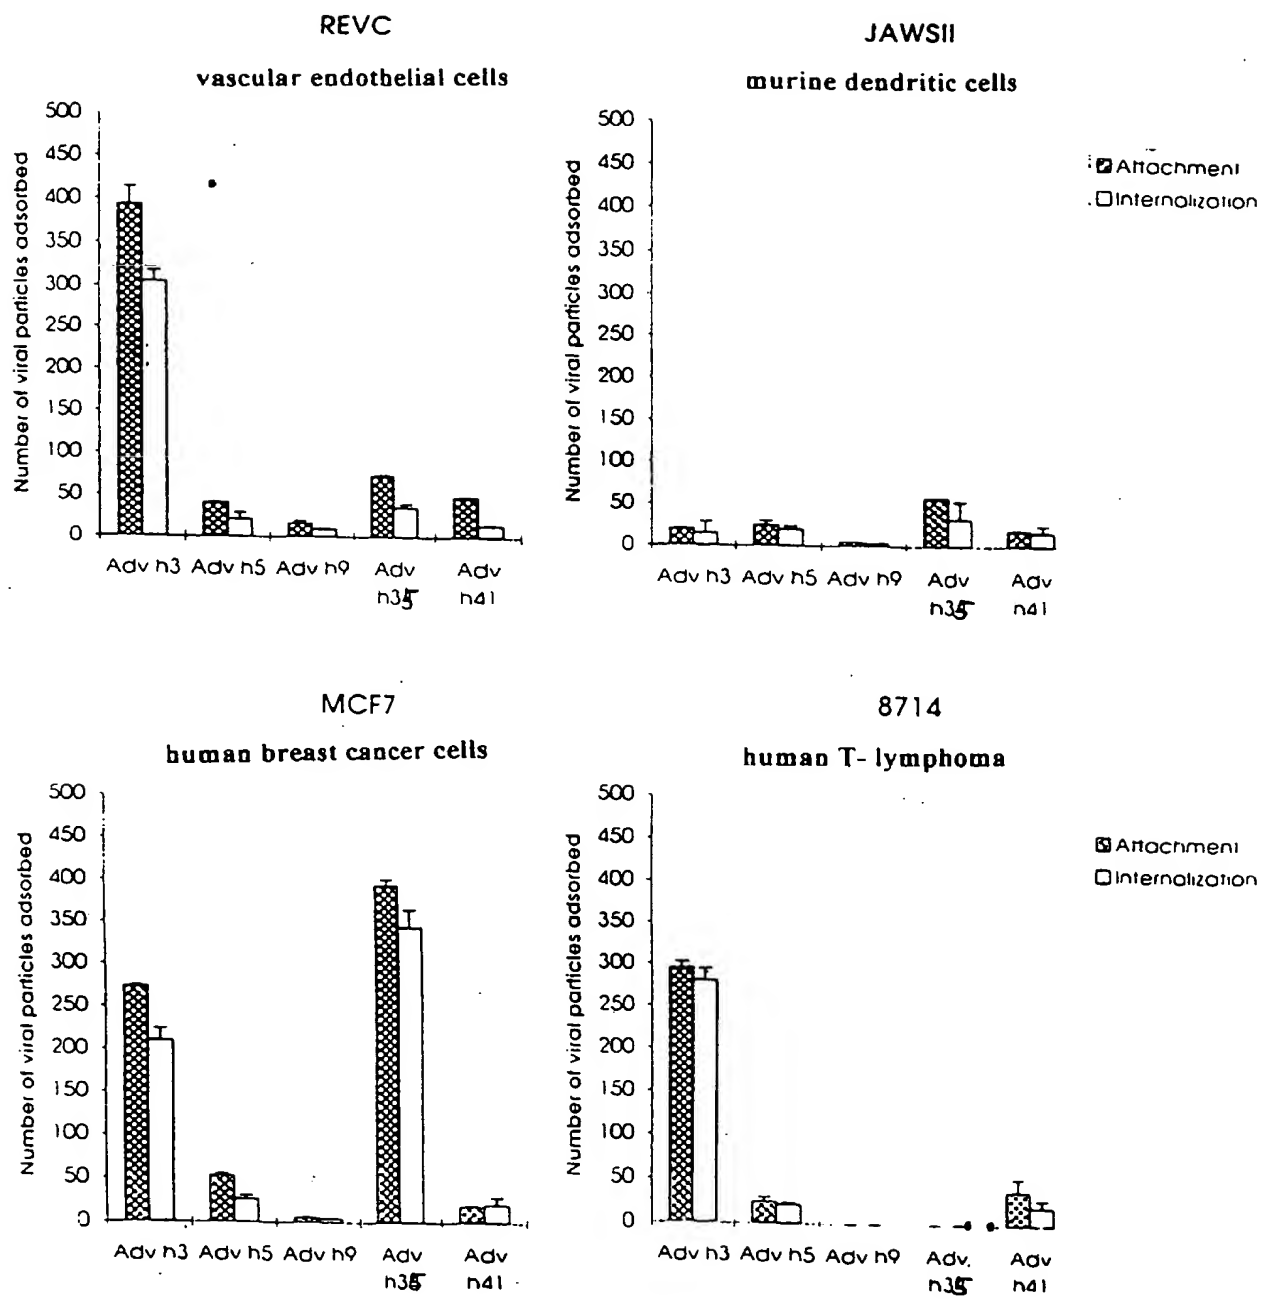 REVC
vascular endothelial cells
Number of viral particles adsorbed
500
450
400
350
300
250
200
150
100
50
0
Adv h3 Adv h5 Adv h9 Adv h35 Adv h41
JAWSII
murine dendritic cells
Number of viral particles adsorbed
500
450
400
350
300
250
200
150
100
50
0
Adv h3 Adv h5 Adv h9 Adv h35 Adv h41
Attachment
Internalization
MCF7
human breast cancer cells
Number of viral particles adsorbed
500
450
400
350
300
250
200
150
100
50
0
Adv h3 Adv h5 Adv h9 Adv h35 Adv h41
8714
human T- lymphoma
Number of viral particles adsorbed
500
450
400
350
300
250
200
150
100
50
0
Adv h3 Adv h5 Adv h9 Adv. h35 Adv h41
Attachment
Internalization